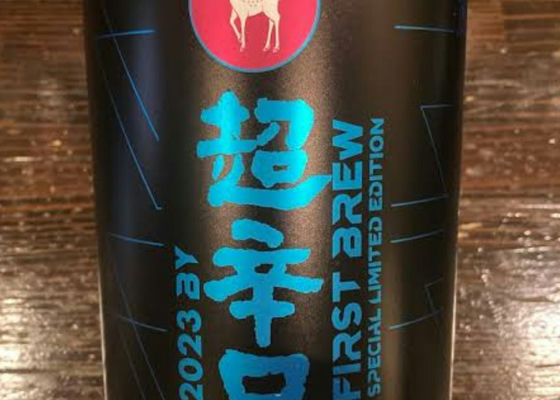 超辛口
2023 BY
FIRST BREW
SPECIAL LIMITED EDITION